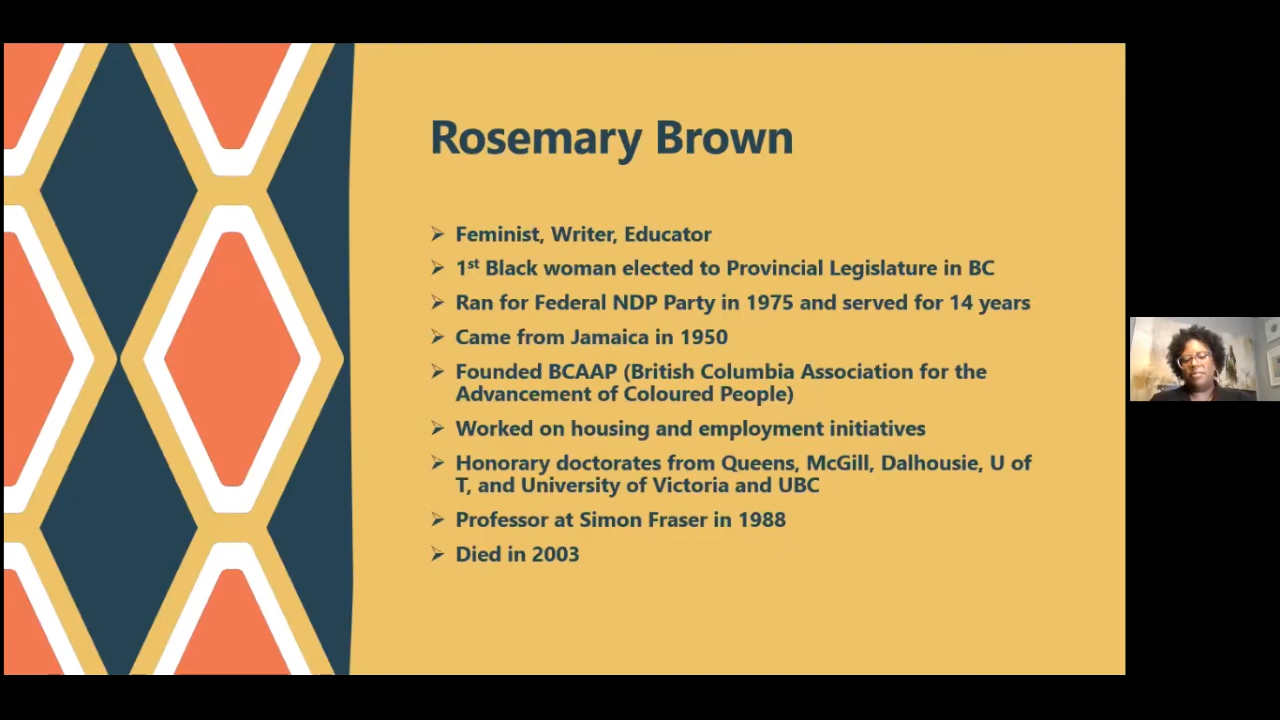 Rosemary Brown
➢ Feminist, Writer, Educator
➢ 1st Black woman elected to Provincial Legislature in BC
➢ Ran for Federal NDP Party in 1975 and served for 14 years
➢ Came from Jamaica in 1950
➢ Founded BCAAP (British Columbia Association for the
Advancement of Coloured People)
➢ Worked on housing and employment initiatives
➢ Honorary doctorates from Queens, McGill, Dalhousie, U of
T, and University of Victoria and UBC
➢ Professor at Simon Fraser in 1988
➢ Died in 2003